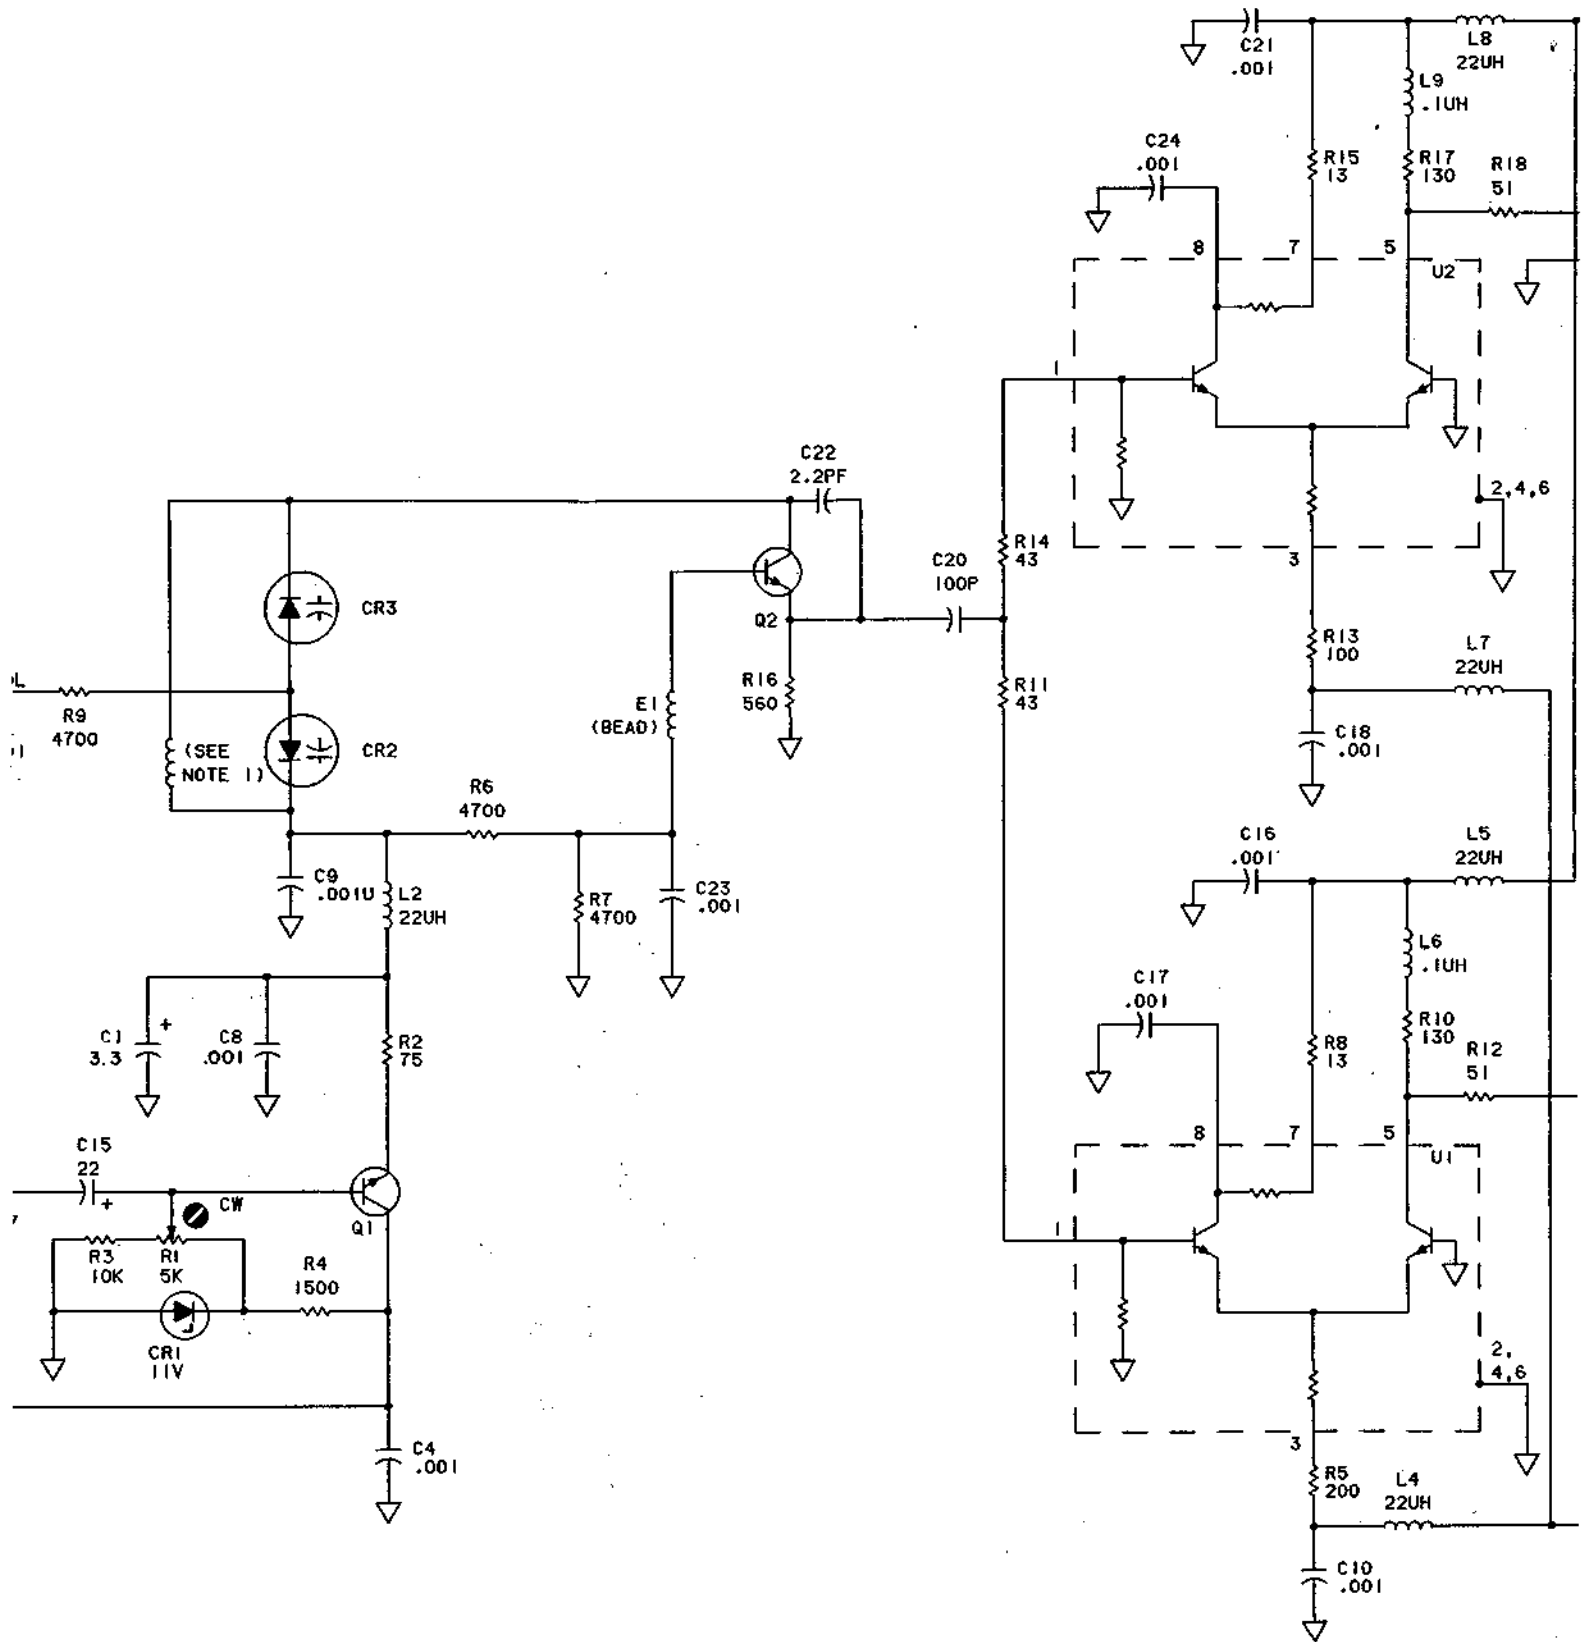 C21
.001
L8
22UH
L9
.1UH
C24
.001
R15
13
R17
130
R18
51
8
7
5
U2
1
2,4,6
C22
2.2PF
C20
100P
R14
43
3
CR3
Q2
R13
100
L7
22UH
L
R9
4700
R16
560
R11
43
E1
(BEAD)
(SEE
NOTE 1)
CR2
C18
.001
R6
4700
C16
.001
L5
22UH
C9
.001U
L2
22UH
R7
4700
C23
.001
L6
.1UH
C17
.001
C1
3.3
+
C8
.001
R2
75
R8
13
R10
130
R12
51
C15
22
+
CW
Q1
8
7
5
U1
1
R3
10K
R1
5K
R4
1500
CR1
11V
2,
4,6
C4
.001
3
R5
200
L4
22UH
C10
.001